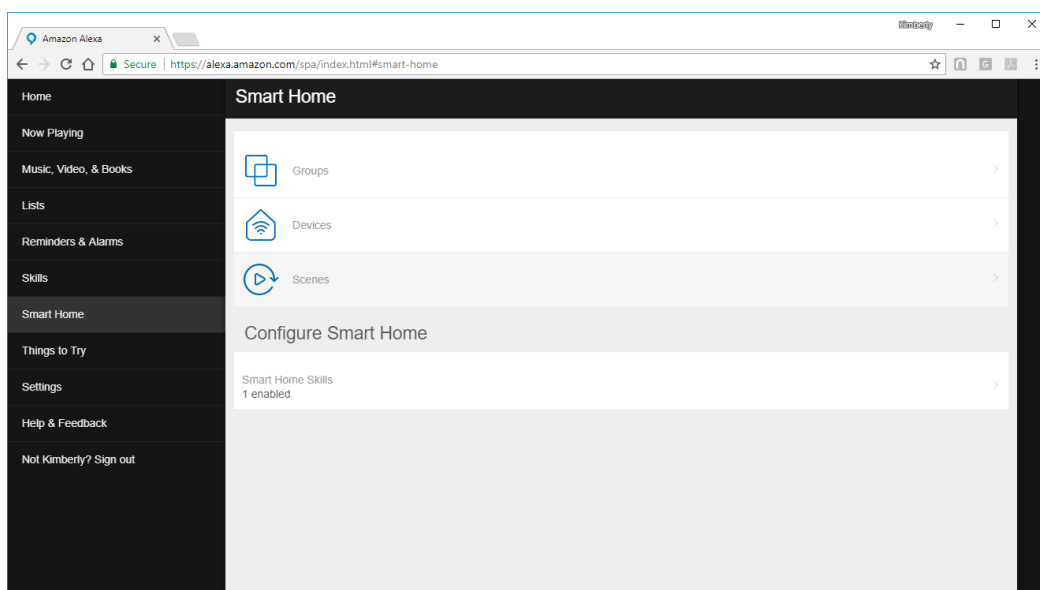 Kimberly
Amazon Alexa
Secure | https://alexa.amazon.com/spa/index.html#smart-home
Home
Now Playing
Music, Video, & Books
Lists
Reminders & Alarms
Skills
Smart Home
Things to Try
Settings
Help & Feedback
Not Kimberly? Sign out
Smart Home
Groups
Devices
Scenes
Configure Smart Home
Smart Home Skills
1 enabled